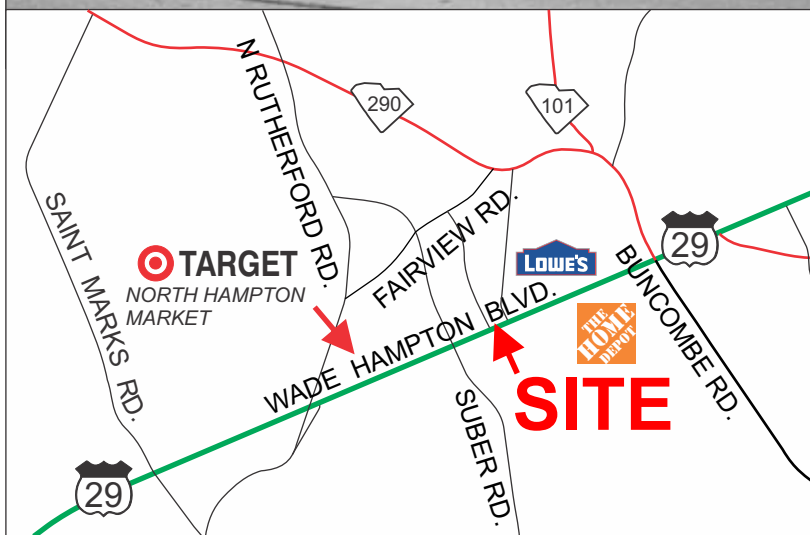 N RUTHERFORD RD.
290
101
SAINT MARKS RD.
TARGET
NORTH HAMPTON
MARKET
FAIRVIEW RD.
LOWE'S
29
BUNCOMBE RD.
THE
HOME
DEPOT
WADE HAMPTON BLVD.
SITE
SUBER RD.
29